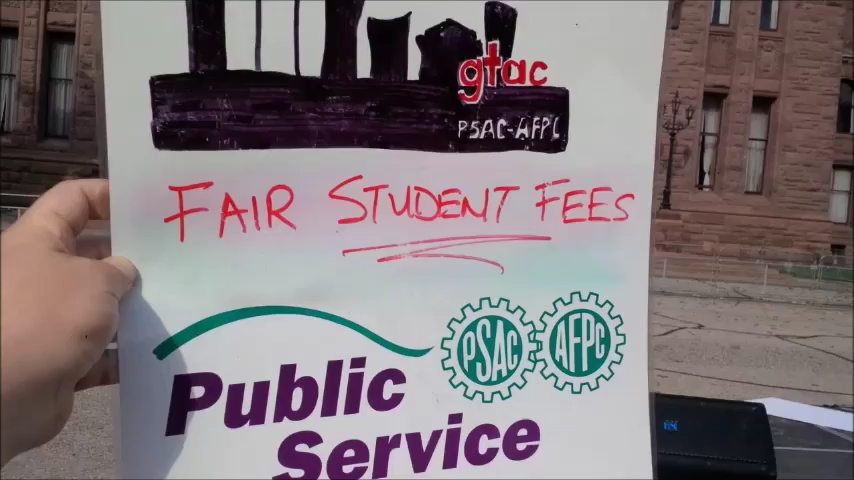 gtac
PSAC-AFPC
FAIR STUDENT FEES
PSAC AFPC
Public
Service